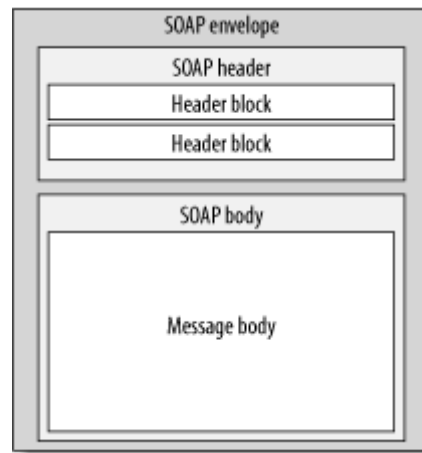 SOAP envelope
SOAP header
Header block
Header block
SOAP body
Message body